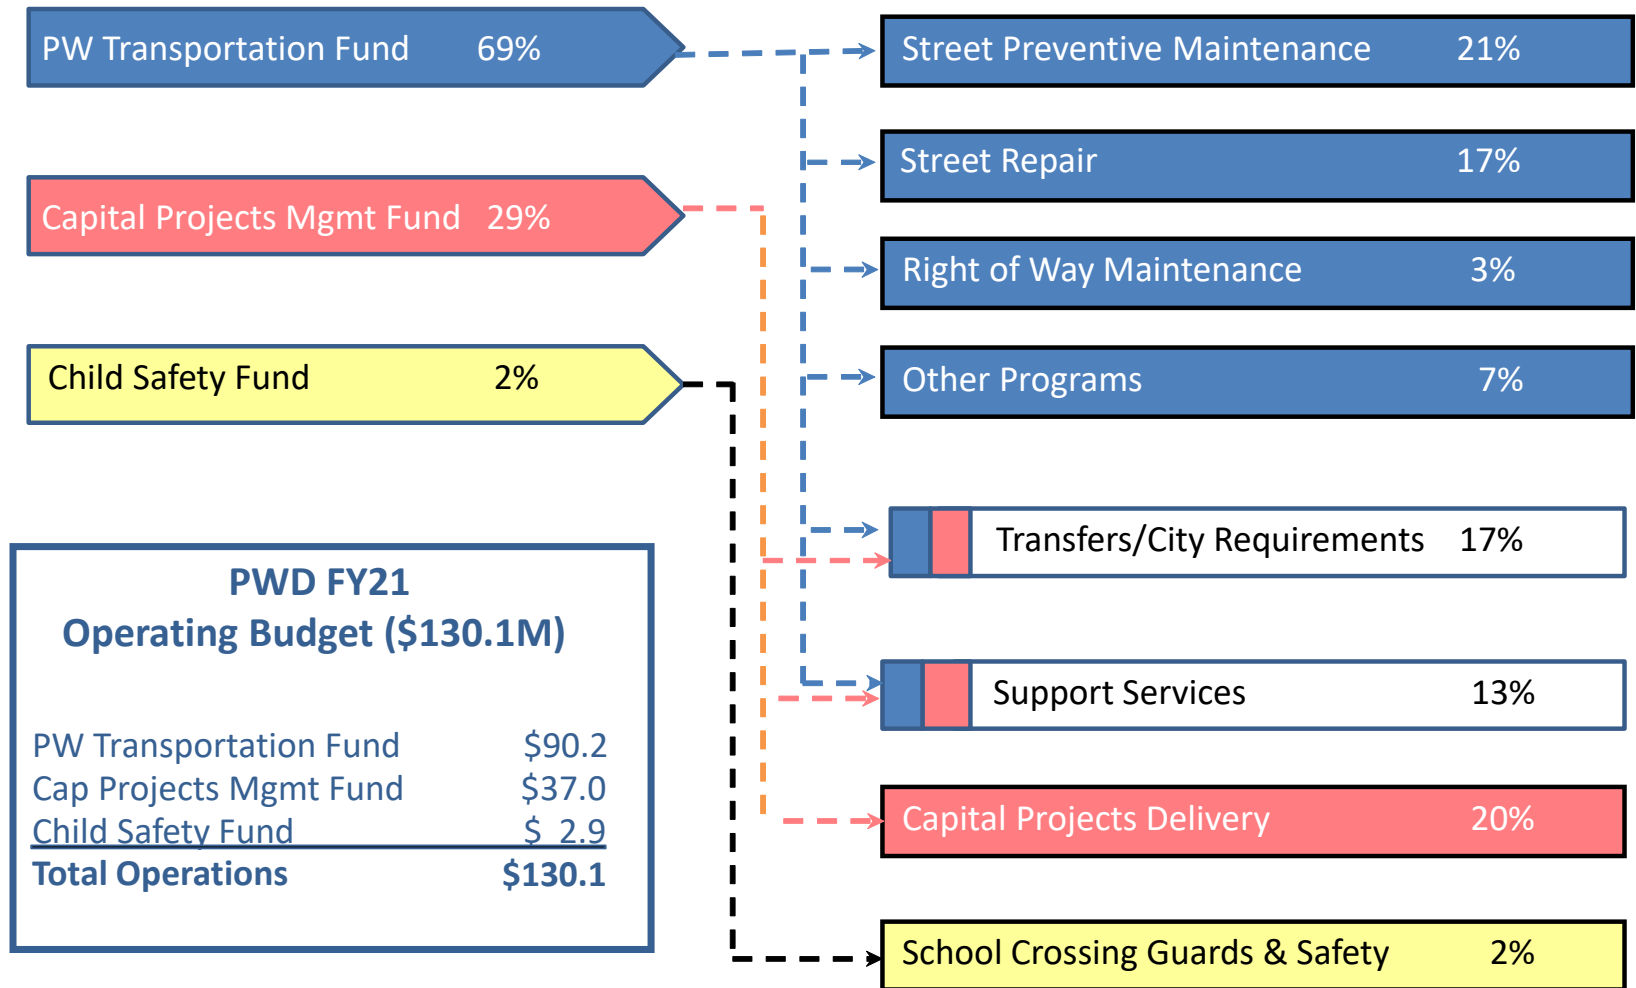 PW Transportation Fund 69%
Capital Projects Mgmt Fund 29%
Child Safety Fund 2%
PWD FY21
Operating Budget ($130.1M)
PW Transportation Fund $90.2
Cap Projects Mgmt Fund $37.0
Child Safety Fund $ 2.9
Total Operations $130.1
Street Preventive Maintenance 21%
Street Repair 17%
Right of Way Maintenance 3%
Other Programs 7%
Transfers/City Requirements 17%
Support Services 13%
Capital Projects Delivery 20%
School Crossing Guards & Safety 2%